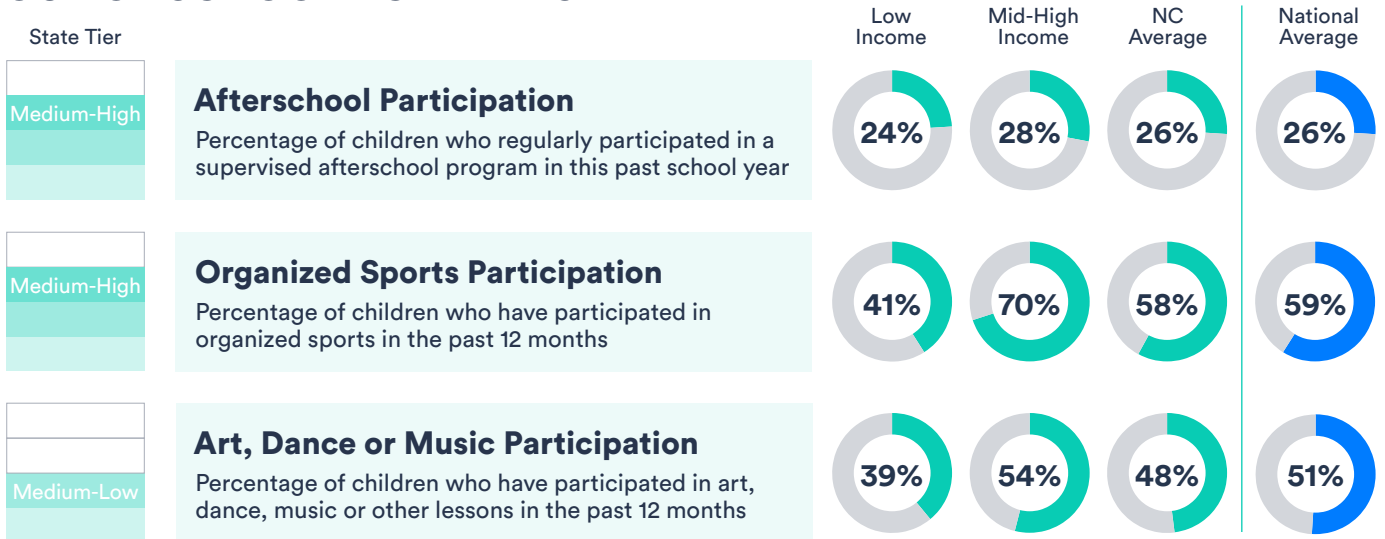 State Tier
Low
Income
Mid-High
Income
NC
Average
National
Average
Medium-High
Afterschool Participation
Percentage of children who regularly participated in a
supervised afterschool program in this past school year
24%
28%
26%
26%
Medium-High
Organized Sports Participation
Percentage of children who have participated in
organized sports in the past 12 months
41%
70%
58%
59%
Medium-Low
Art, Dance or Music Participation
Percentage of children who have participated in art,
dance, music or other lessons in the past 12 months
39%
54%
48%
51%